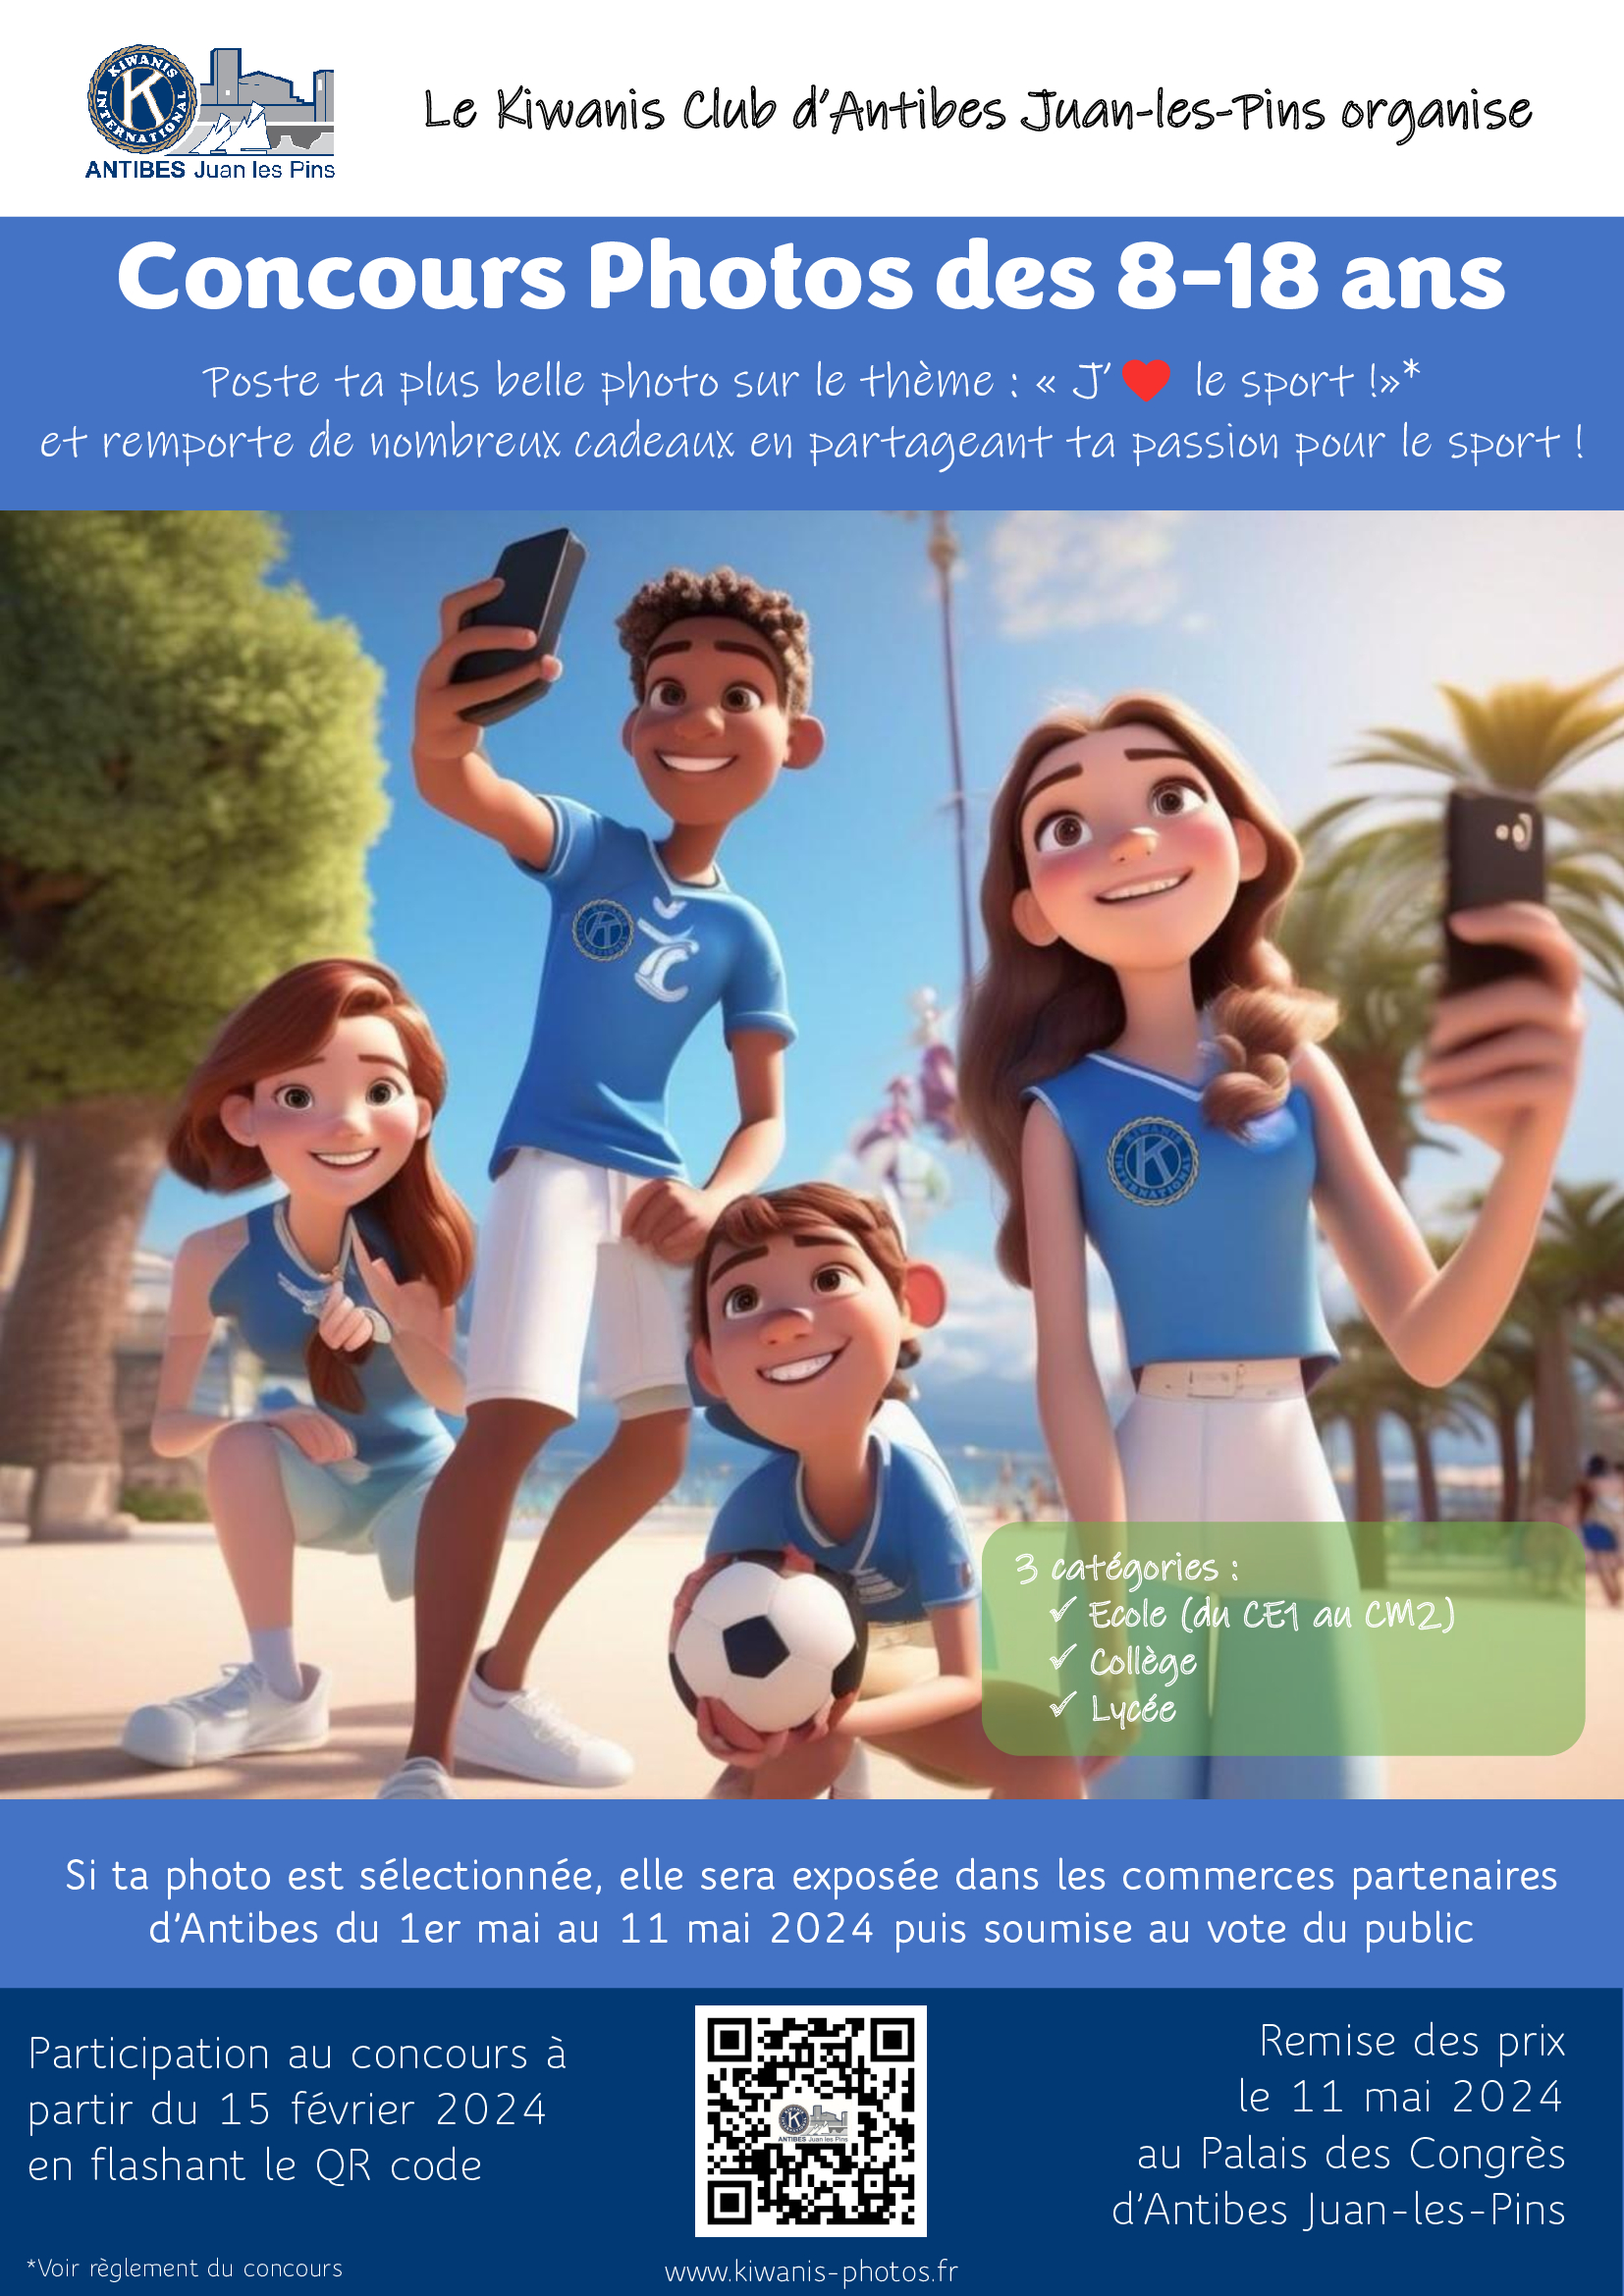 KIWANIS
K
INTERNATIONAL
ANTIBES Juan les Pins
Le Kiwanis Club d'Antibes Juan-les-Pins organise
Concours Photos des 8-18 ans
Poste ta plus belle photo sur le thème : « J'❤ le sport !»*
et remporte de nombreux cadeaux en partageant ta passion pour le sport !
K
KIWANIS
K
INTERNATIONAL
3 catégories :
✓ Ecole (du CE1 au CM2)
✓ Collège
✓ Lycée
Si ta photo est sélectionnée, elle sera exposée dans les commerces partenaires
d'Antibes du 1er mai au 11 mai 2024 puis soumise au vote du public
Participation au concours à
partir du 15 février 2024
en flashant le QR code
K
ANTIBES Juan les Pins
Remise des prix
le 11 mai 2024
au Palais des Congrès
d'Antibes Juan-les-Pins
*Voir règlement du concours
www.kiwanis-photos.fr